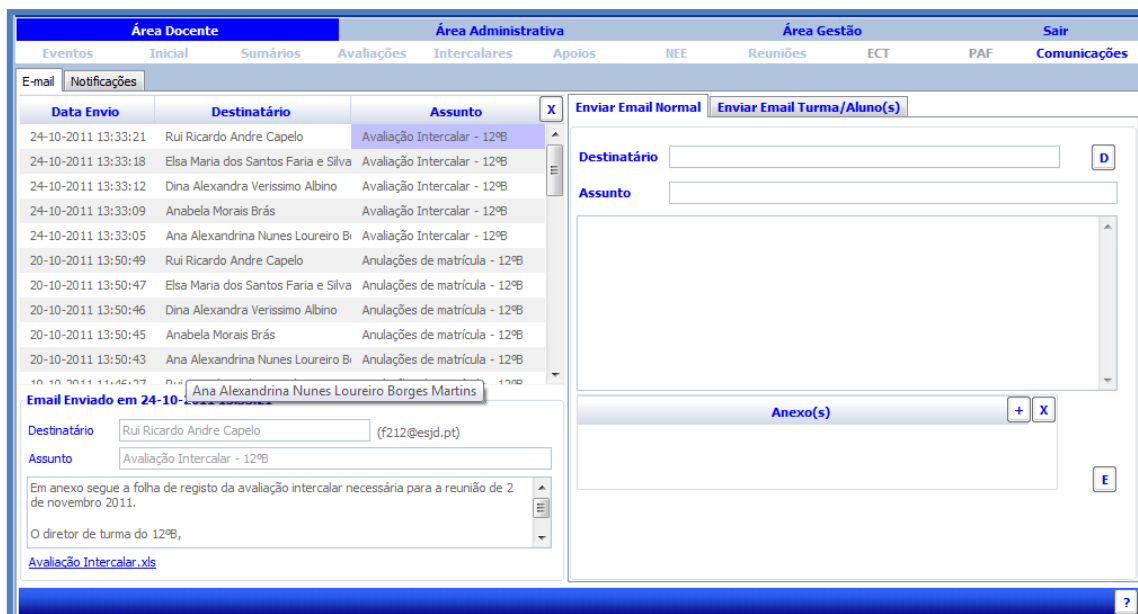 Área Docente Área Administrativa Área Gestão Sair
Eventos Inicial Sumários Avaliações Intercalares Apoios NEE Reuniões ECT PAF Comunicações
E-mail Notificações
Data Envio Destinatário Assunto X
24-10-2011 13:33:21 Rui Ricardo Andre Capelo Avaliação Intercalar - 12ºB
24-10-2011 13:33:18 Elsa Maria dos Santos Faria e Silva Avaliação Intercalar - 12ºB
24-10-2011 13:33:12 Dina Alexandra Verissimo Albino Avaliação Intercalar - 12ºB
24-10-2011 13:33:09 Anabela Morais Brás Avaliação Intercalar - 12ºB
24-10-2011 13:33:05 Ana Alexandrina Nunes Loureiro B Avaliação Intercalar - 12ºB
20-10-2011 13:50:49 Rui Ricardo Andre Capelo Anulações de matrícula - 12ºB
20-10-2011 13:50:47 Elsa Maria dos Santos Faria e Silva Anulações de matrícula - 12ºB
20-10-2011 13:50:46 Dina Alexandra Verissimo Albino Anulações de matrícula - 12ºB
20-10-2011 13:50:45 Anabela Morais Brás Anulações de matrícula - 12ºB
20-10-2011 13:50:43 Ana Alexandrina Nunes Loureiro B Anulações de matrícula - 12ºB
Ana Alexandrina Nunes Loureiro Borges Martins
Email Enviado em 24-10-
Destinatário Rui Ricardo Andre Capelo (f212@esjd.pt)
Assunto Avaliação Intercalar - 12ºB
Em anexo segue a folha de registo da avaliação intercalar necessária para a reunião de 2
de novembro 2011.
O diretor de turma do 12ºB,
Avaliação Intercalar.xls
Enviar Email Normal Enviar Email Turma/Aluno(s)
Destinatário D
Assunto
Anexo(s) + X
E
?